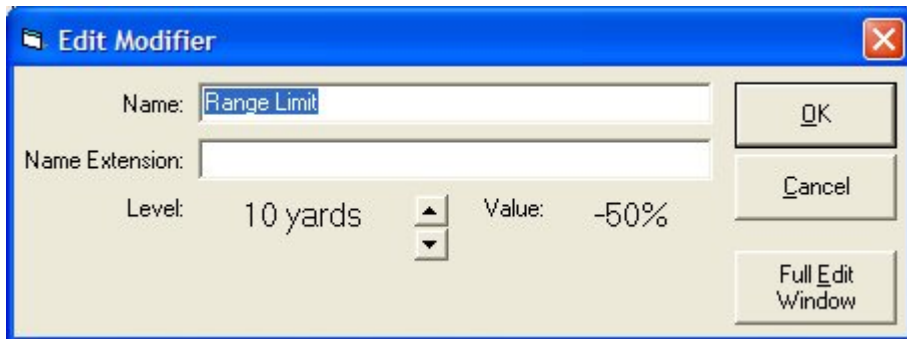 Edit Modifier
Name: Range Limit
OK
Name Extension:
Cancel
Level: 10 yards Value: -50%
Full Edit
Window